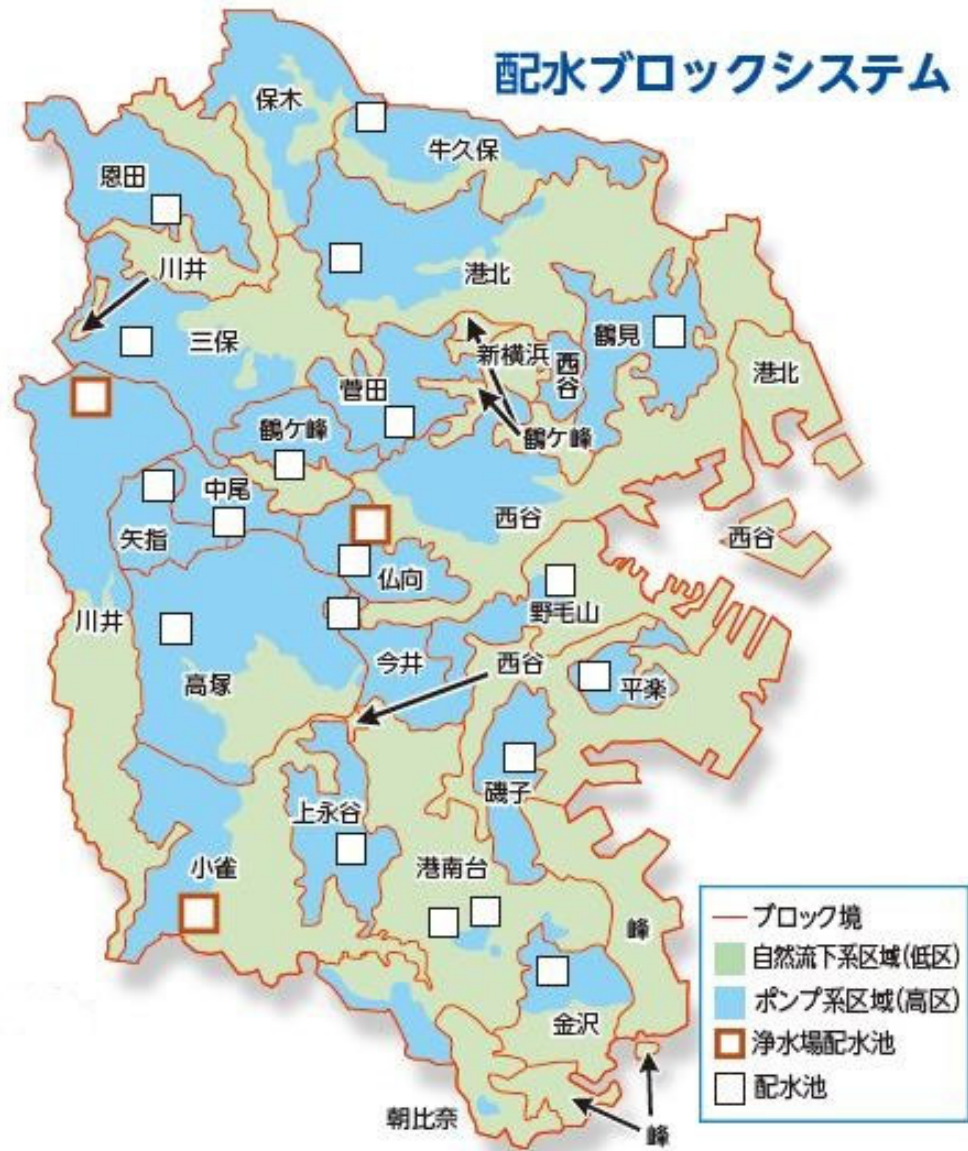 配水ブロックシステム
保木
牛久保
恩田
川井
港北
三保
新横浜
西谷
鶴見
港北
菅田
鶴ケ峰
鶴ケ峰
中尾
西谷
西谷
矢指
仏向
川井
野毛山
今井
西谷
高塚
平楽
磯子
上永谷
小雀
港南台
峰
金沢
朝比奈
峰
ブロック境
自然流下系区域(低区)
ポンプ系区域(高区)
浄水場配水池
配水池